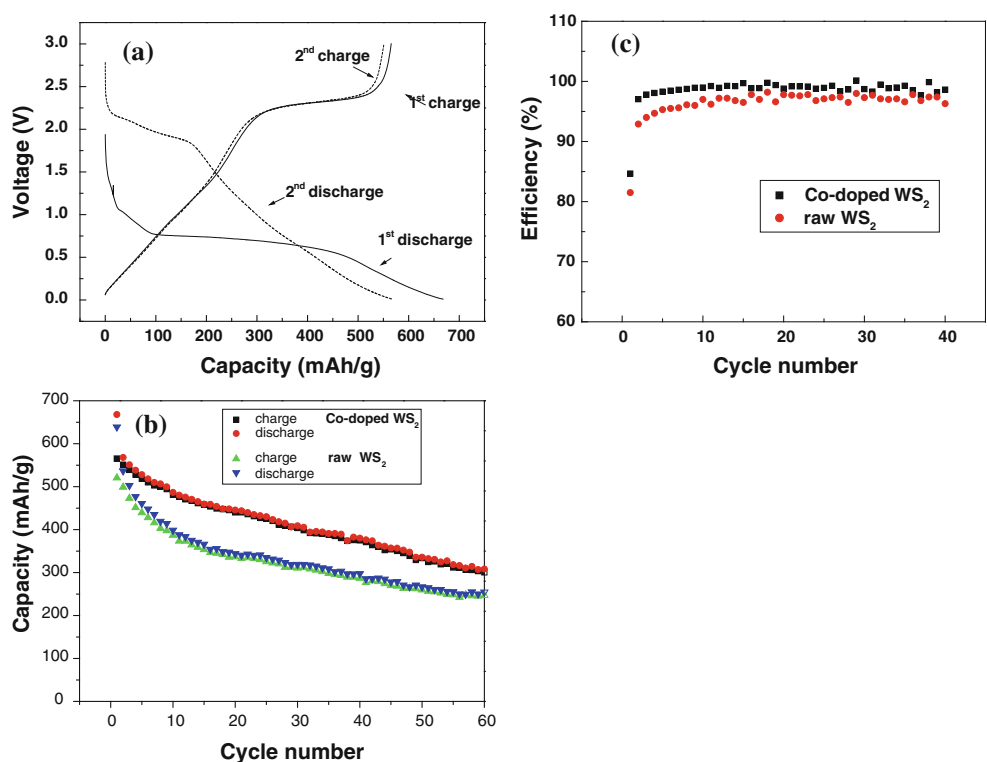 (a)
3.0
2.5
2.0
1.5
1.0
0.5
0.0
Voltage (V)
2nd charge
1st charge
2nd discharge
1st discharge
0 100 200 300 400 500 600 700
Capacity (mAh/g)
(c)
110
100
90
80
70
60
Efficiency (%)
Co-doped WS2
raw WS2
0 10 20 30 40
Cycle number
(b)
700
600
500
400
300
200
100
0
Capacity (mAh/g)
charge Co-doped WS2
discharge
charge raw WS2
discharge
0 10 20 30 40 50 60
Cycle number